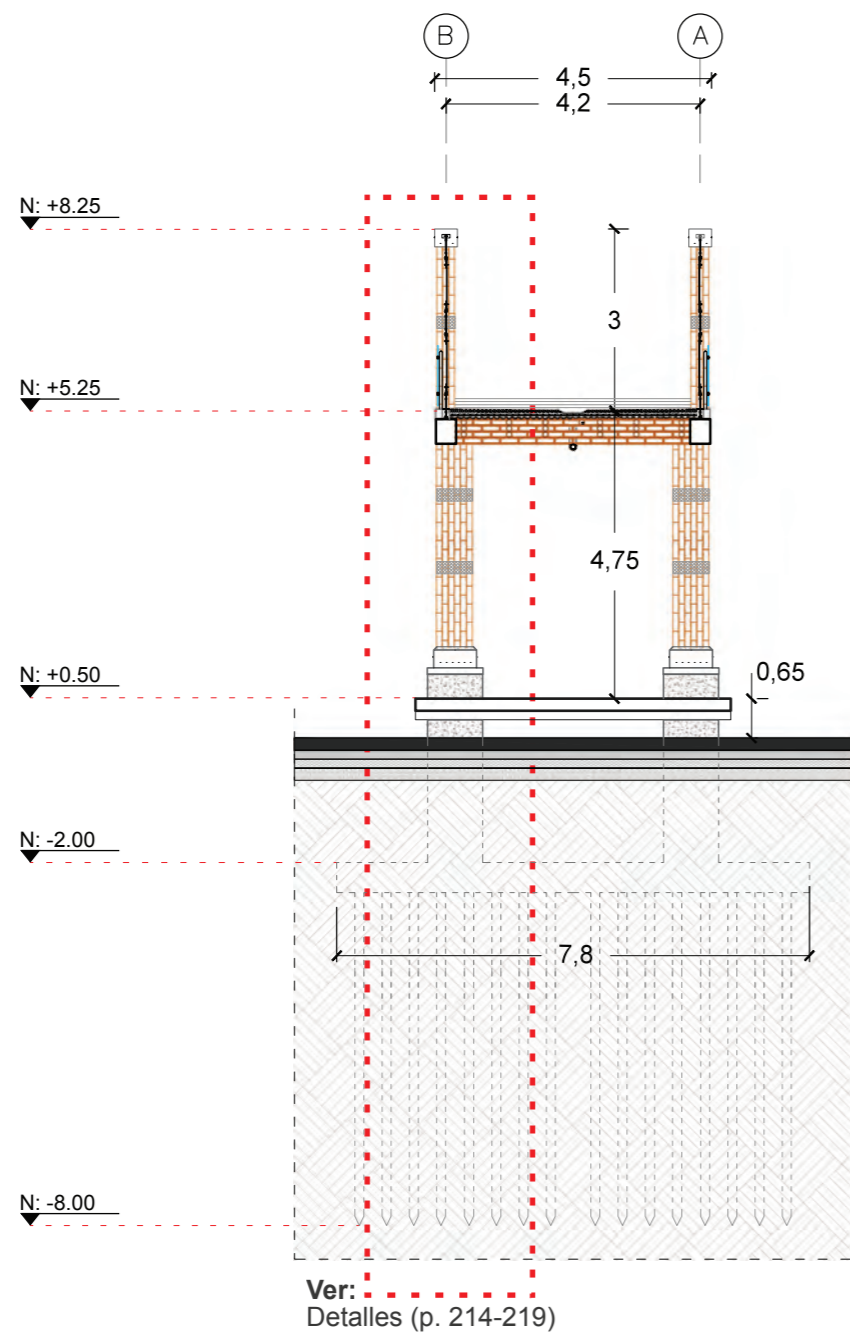 B
A
4,5
4,2
N: +8.25
3
N: +5.25
4,75
N: +0.50
0,65
N: -2.00
7,8
N: -8.00
Ver:
Detalles (p. 214-219)